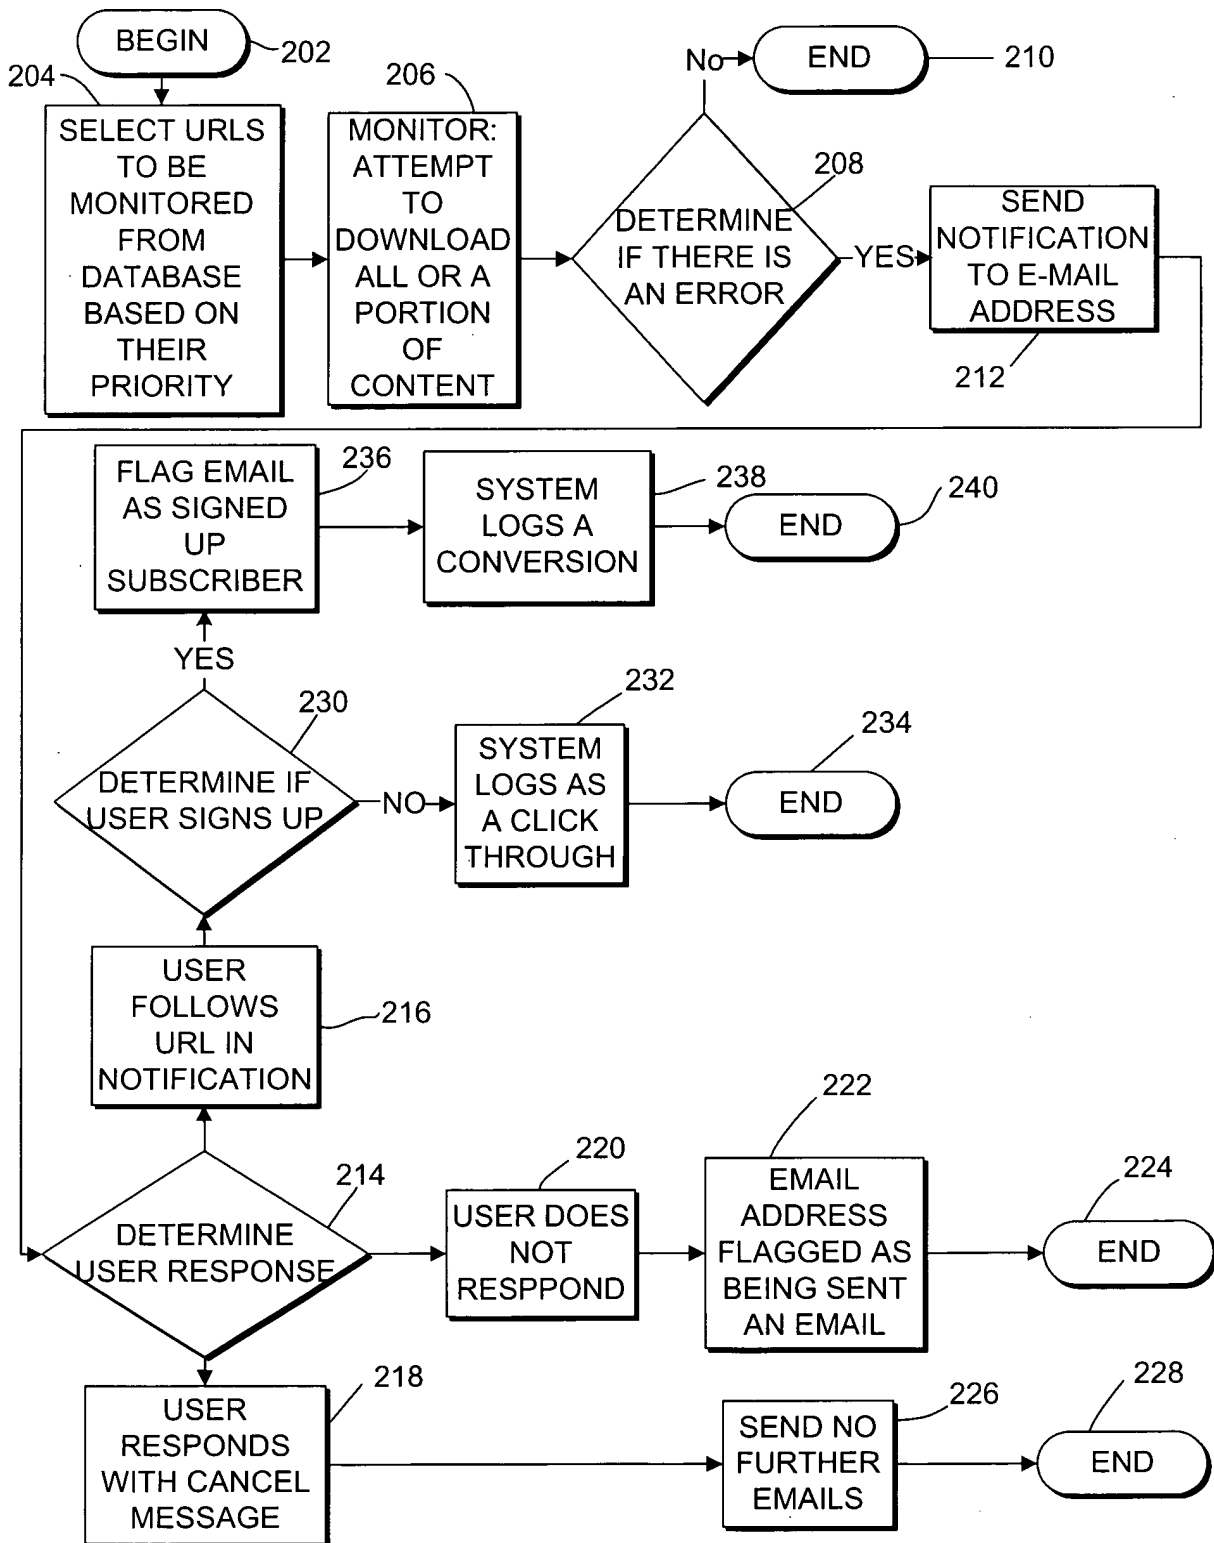 BEGIN
202
No
END
210
204
SELECT URLS
TO BE
MONITORED
FROM
DATABASE
BASED ON
THEIR
PRIORITY
206
MONITOR:
ATTEMPT
TO
DOWNLOAD
ALL OR A
PORTION
OF
CONTENT
208
DETERMINE
IF THERE IS
AN ERROR
YES
SEND
NOTIFICATION
TO E-MAIL
ADDRESS
212
FLAG EMAIL
AS SIGNED
UP
SUBSCRIBER
236
SYSTEM
LOGS A
CONVERSION
238
END
240
YES
230
DETERMINE IF
USER SIGNS UP
NO
232
SYSTEM
LOGS AS
A CLICK
THROUGH
234
END
USER
FOLLOWS
URL IN
NOTIFICATION
216
214
DETERMINE
USER RESPONSE
220
USER DOES
NOT
RESPPOND
222
EMAIL
ADDRESS
FLAGGED AS
BEING SENT
AN EMAIL
224
END
218
USER
RESPONDS
WITH CANCEL
MESSAGE
226
SEND NO
FURTHER
EMAILS
228
END